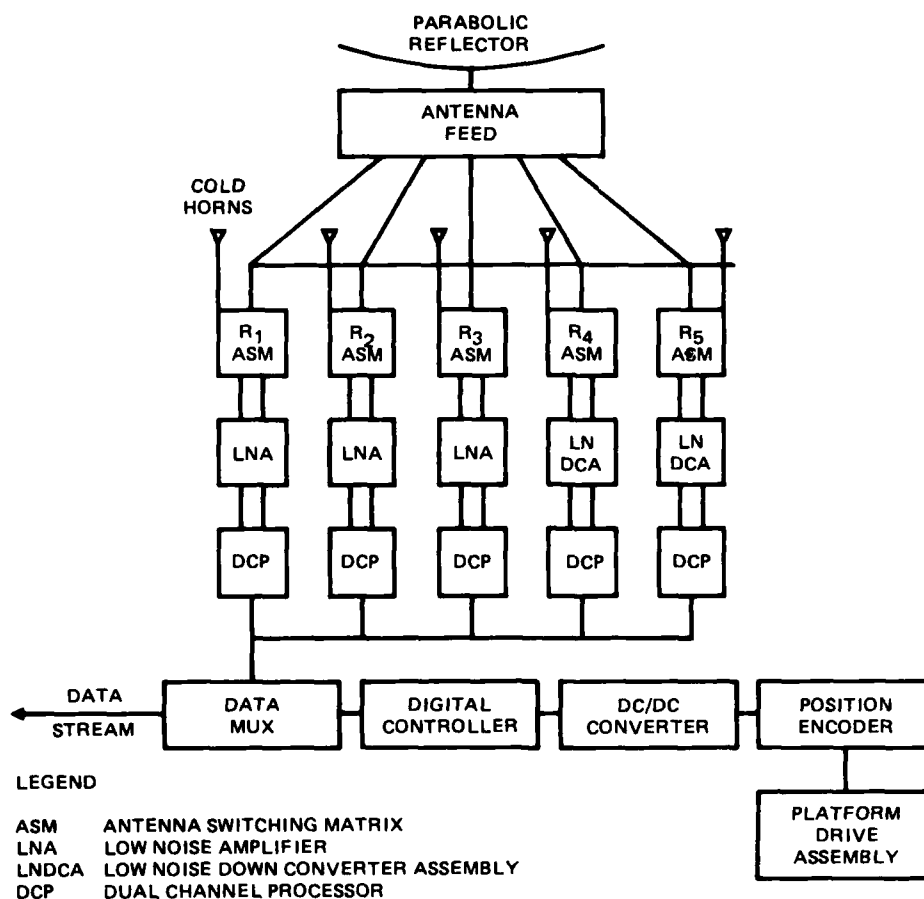 PARABOLIC
REFLECTOR
ANTENNA
FEED
COLD
HORNS
R1
ASM
R2
ASM
R3
ASM
R4
ASM
R5
ASM
LNA
LNA
LNA
LN
DCA
LN
DCA
DCP
DCP
DCP
DCP
DCP
DATA
STREAM
DATA
MUX
DIGITAL
CONTROLLER
DC/DC
CONVERTER
POSITION
ENCODER
PLATFORM
DRIVE
ASSEMBLY
LEGEND
ASM ANTENNA SWITCHING MATRIX
LNA LOW NOISE AMPLIFIER
LNDCA LOW NOISE DOWN CONVERTER ASSEMBLY
DCP DUAL CHANNEL PROCESSOR